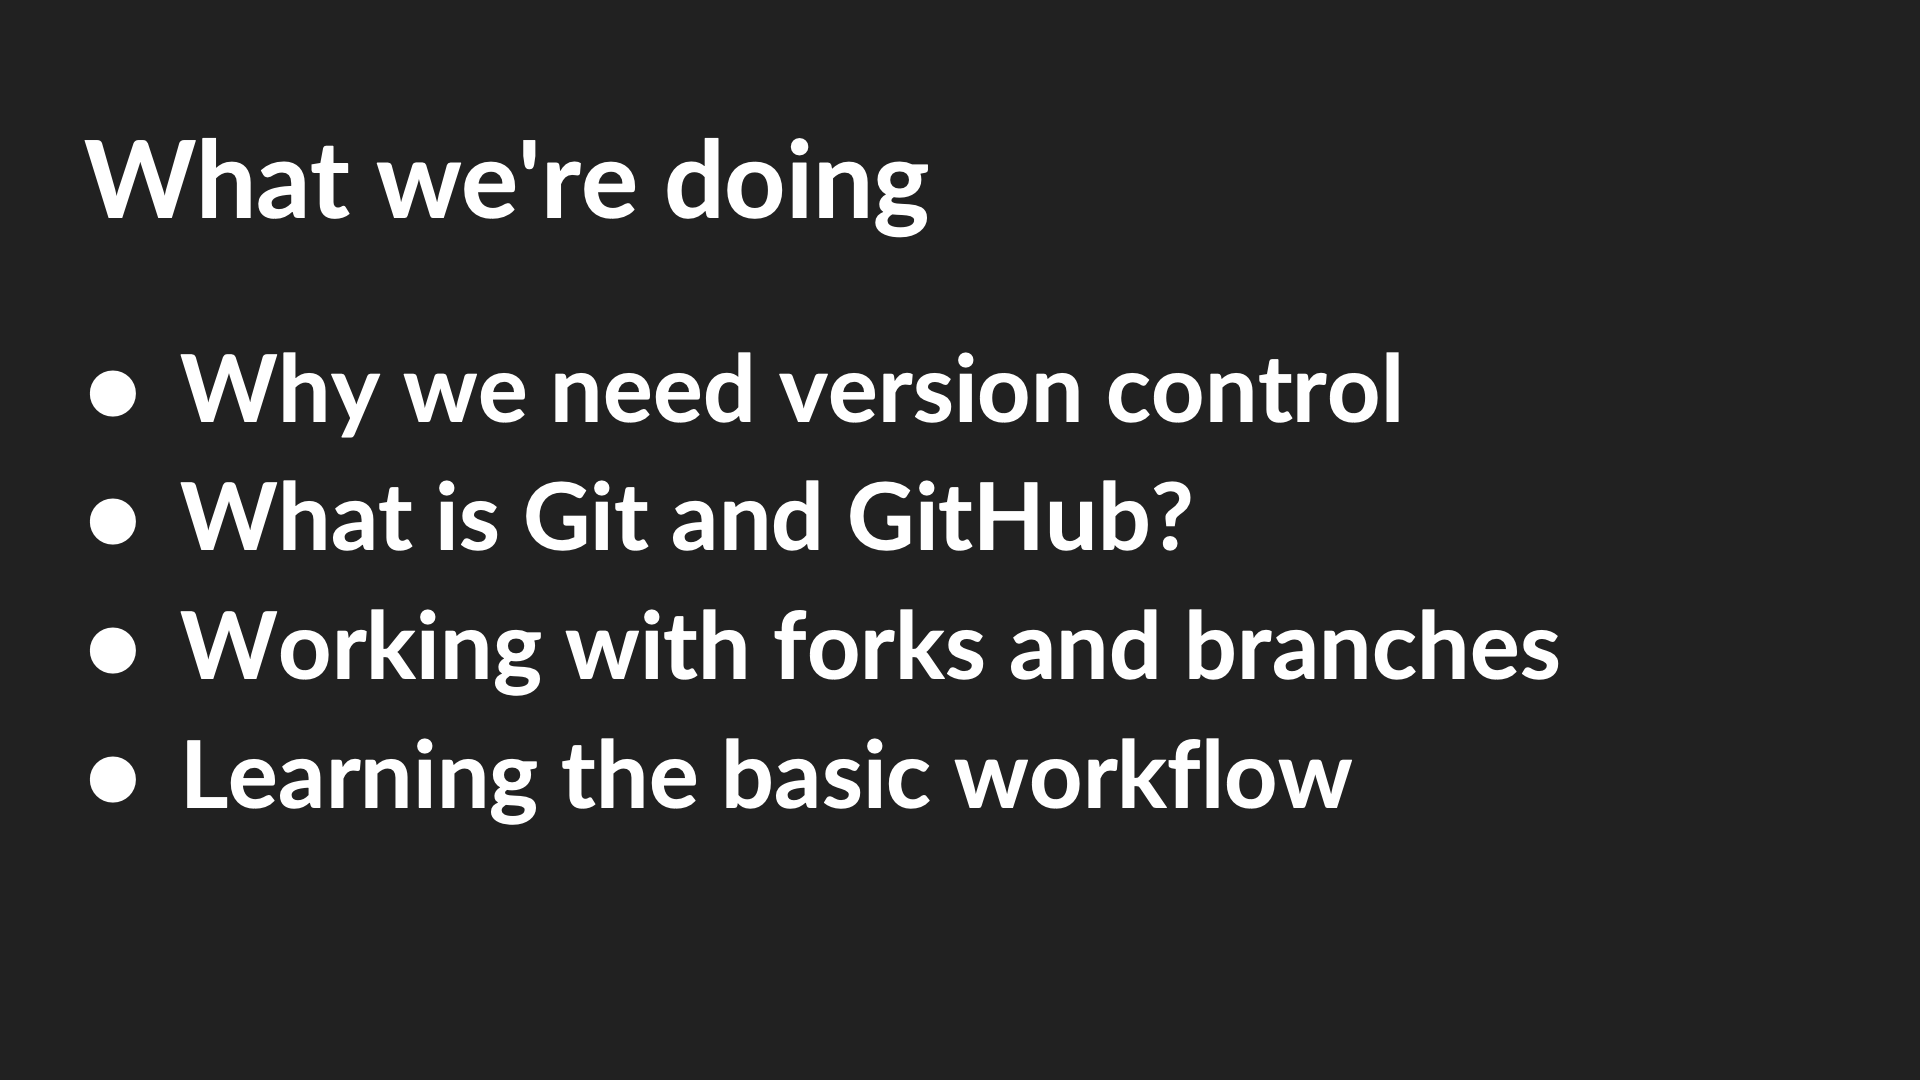 What we're doing
● Why we need version control
● What is Git and GitHub?
● Working with forks and branches
● Learning the basic workflow